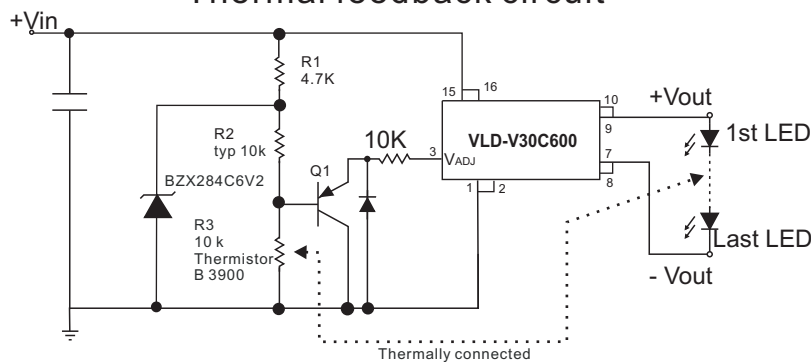 Thermal feedback circuit
+Vin
R1
4.7K
15
16
10
+Vout
R2
typ 10k
10K
3
VADJ
VLD-V30C600
9
1st LED
7
BZX284C6V2
Q1
1
2
8
R3
10 k
Thermistor
B 3900
Last LED
- Vout
Thermally connected